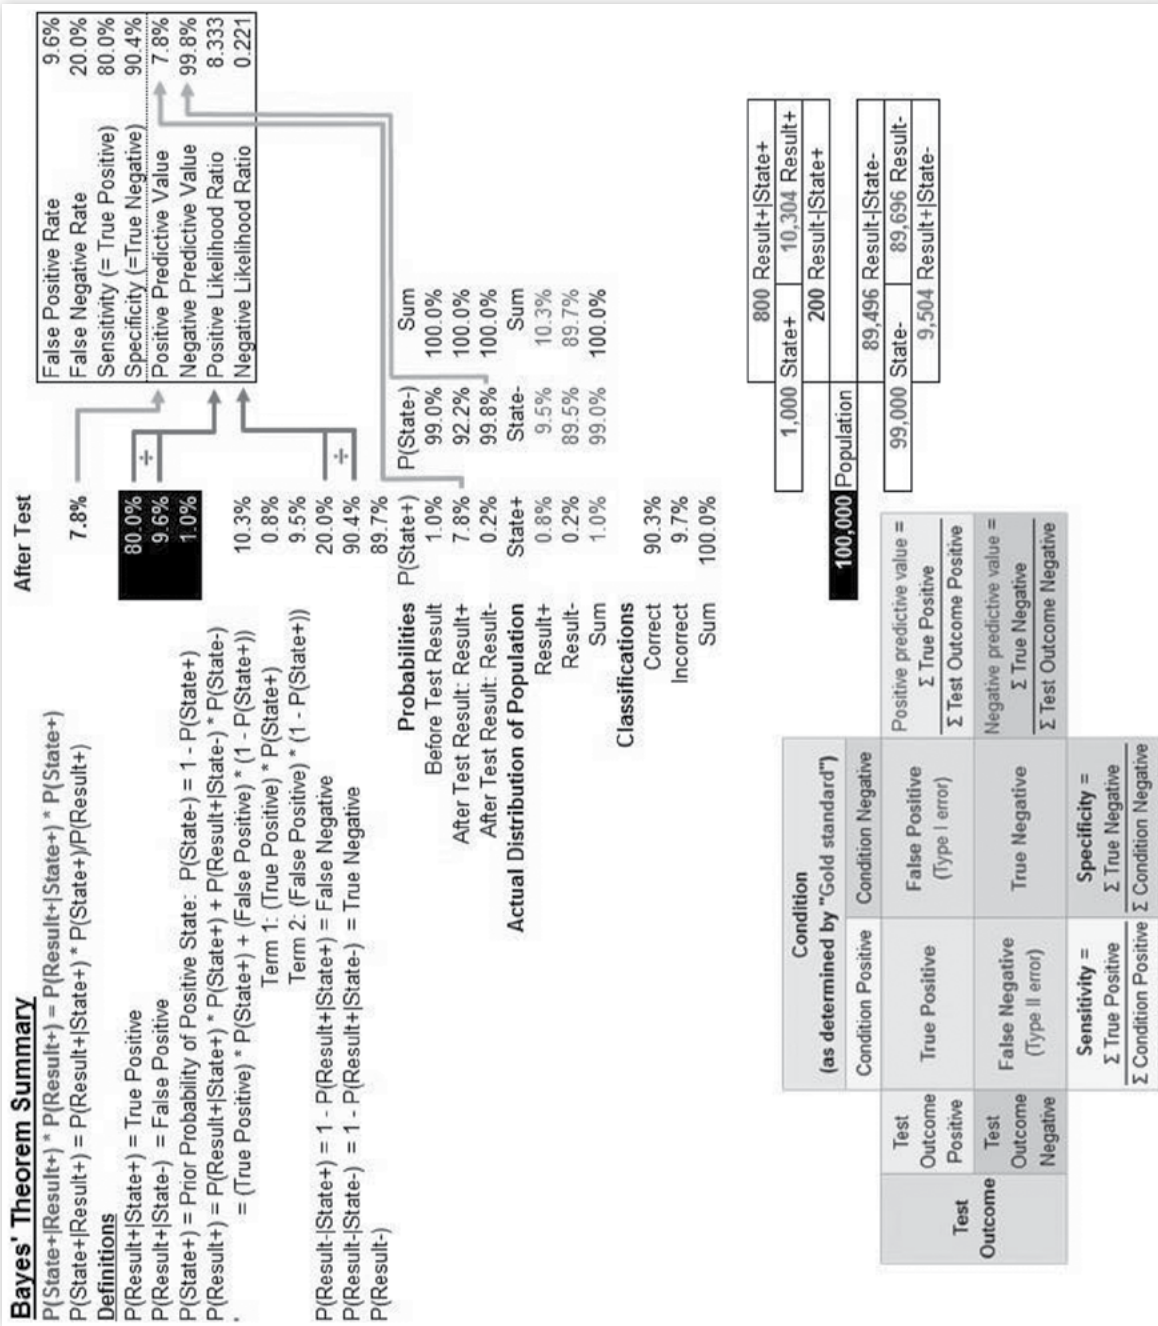 Bayes' Theorem Summary
After Test
P(State+|Result+) * P(Result+) = P(Result+|State+) * P(State+)
P(State+|Result+) = P(Result+|State+) * P(State+)/P(Result+)
7.8%
Definitions
P(Result+|State+) = True Positive
80.0%
P(Result+|State-) = False Positive
9.6%
P(State+) = Prior Probability of Positive State: P(State-) = 1 - P(State+)
1.0%
P(Result+) = P(Result+|State+) * P(State+) + P(Result+|State-) * P(State-)
= (True Positive) * P(State+) + (False Positive) * (1 - P(State+))
10.3%
Term 1: (True Positive) * P(State+)
0.8%
Term 2: (False Positive) * (1 - P(State+))
9.5%
P(Result-|State+) = 1 - P(Result+|State+) = False Negative
20.0%
P(Result-|State-) = 1 - P(Result+|State-) = True Negative
90.4%
P(Result-)
89.7%
÷
÷
False Positive Rate 9.6%
False Negative Rate 20.0%
Sensitivity (= True Positive) 80.0%
Specificity (=True Negative) 90.4%
Positive Predictive Value 7.8%
Negative Predictive Value 99.8%
Positive Likelihood Ratio 8.333
Negative Likelihood Ratio 0.221
Probabilities P(State+) P(State-) Sum
Before Test Result 1.0% 99.0% 100.0%
After Test Result: Result+ 7.8% 92.2% 100.0%
After Test Result: Result- 0.2% 99.8% 100.0%
Actual Distribution of Population State+ State- Sum
Result+ 0.8% 9.5% 10.3%
Result- 0.2% 89.5% 89.7%
Sum 1.0% 99.0% 100.0%
Classifications
Correct 90.3%
Incorrect 9.7%
Sum 100.0%
800 Result+|State+
1,000 State+ 10,304 Result+
200 Result-|State+
100,000 Population
89,496 Result-|State-
99,000 State- 89,696 Result-
9,504 Result+|State-
Condition
(as determined by "Gold standard")
Condition Positive Condition Negative
Test
Outcome
Test
Outcome
Positive
True Positive
False Positive
(Type I error)
Positive predictive value =
Σ True Positive
Σ Test Outcome Positive
Test
Outcome
Negative
False Negative
(Type II error)
True Negative
Negative predictive value =
Σ True Negative
Σ Test Outcome Negative
Sensitivity =
Σ True Positive
Σ Condition Positive
Specificity =
Σ True Negative
Σ Condition Negative